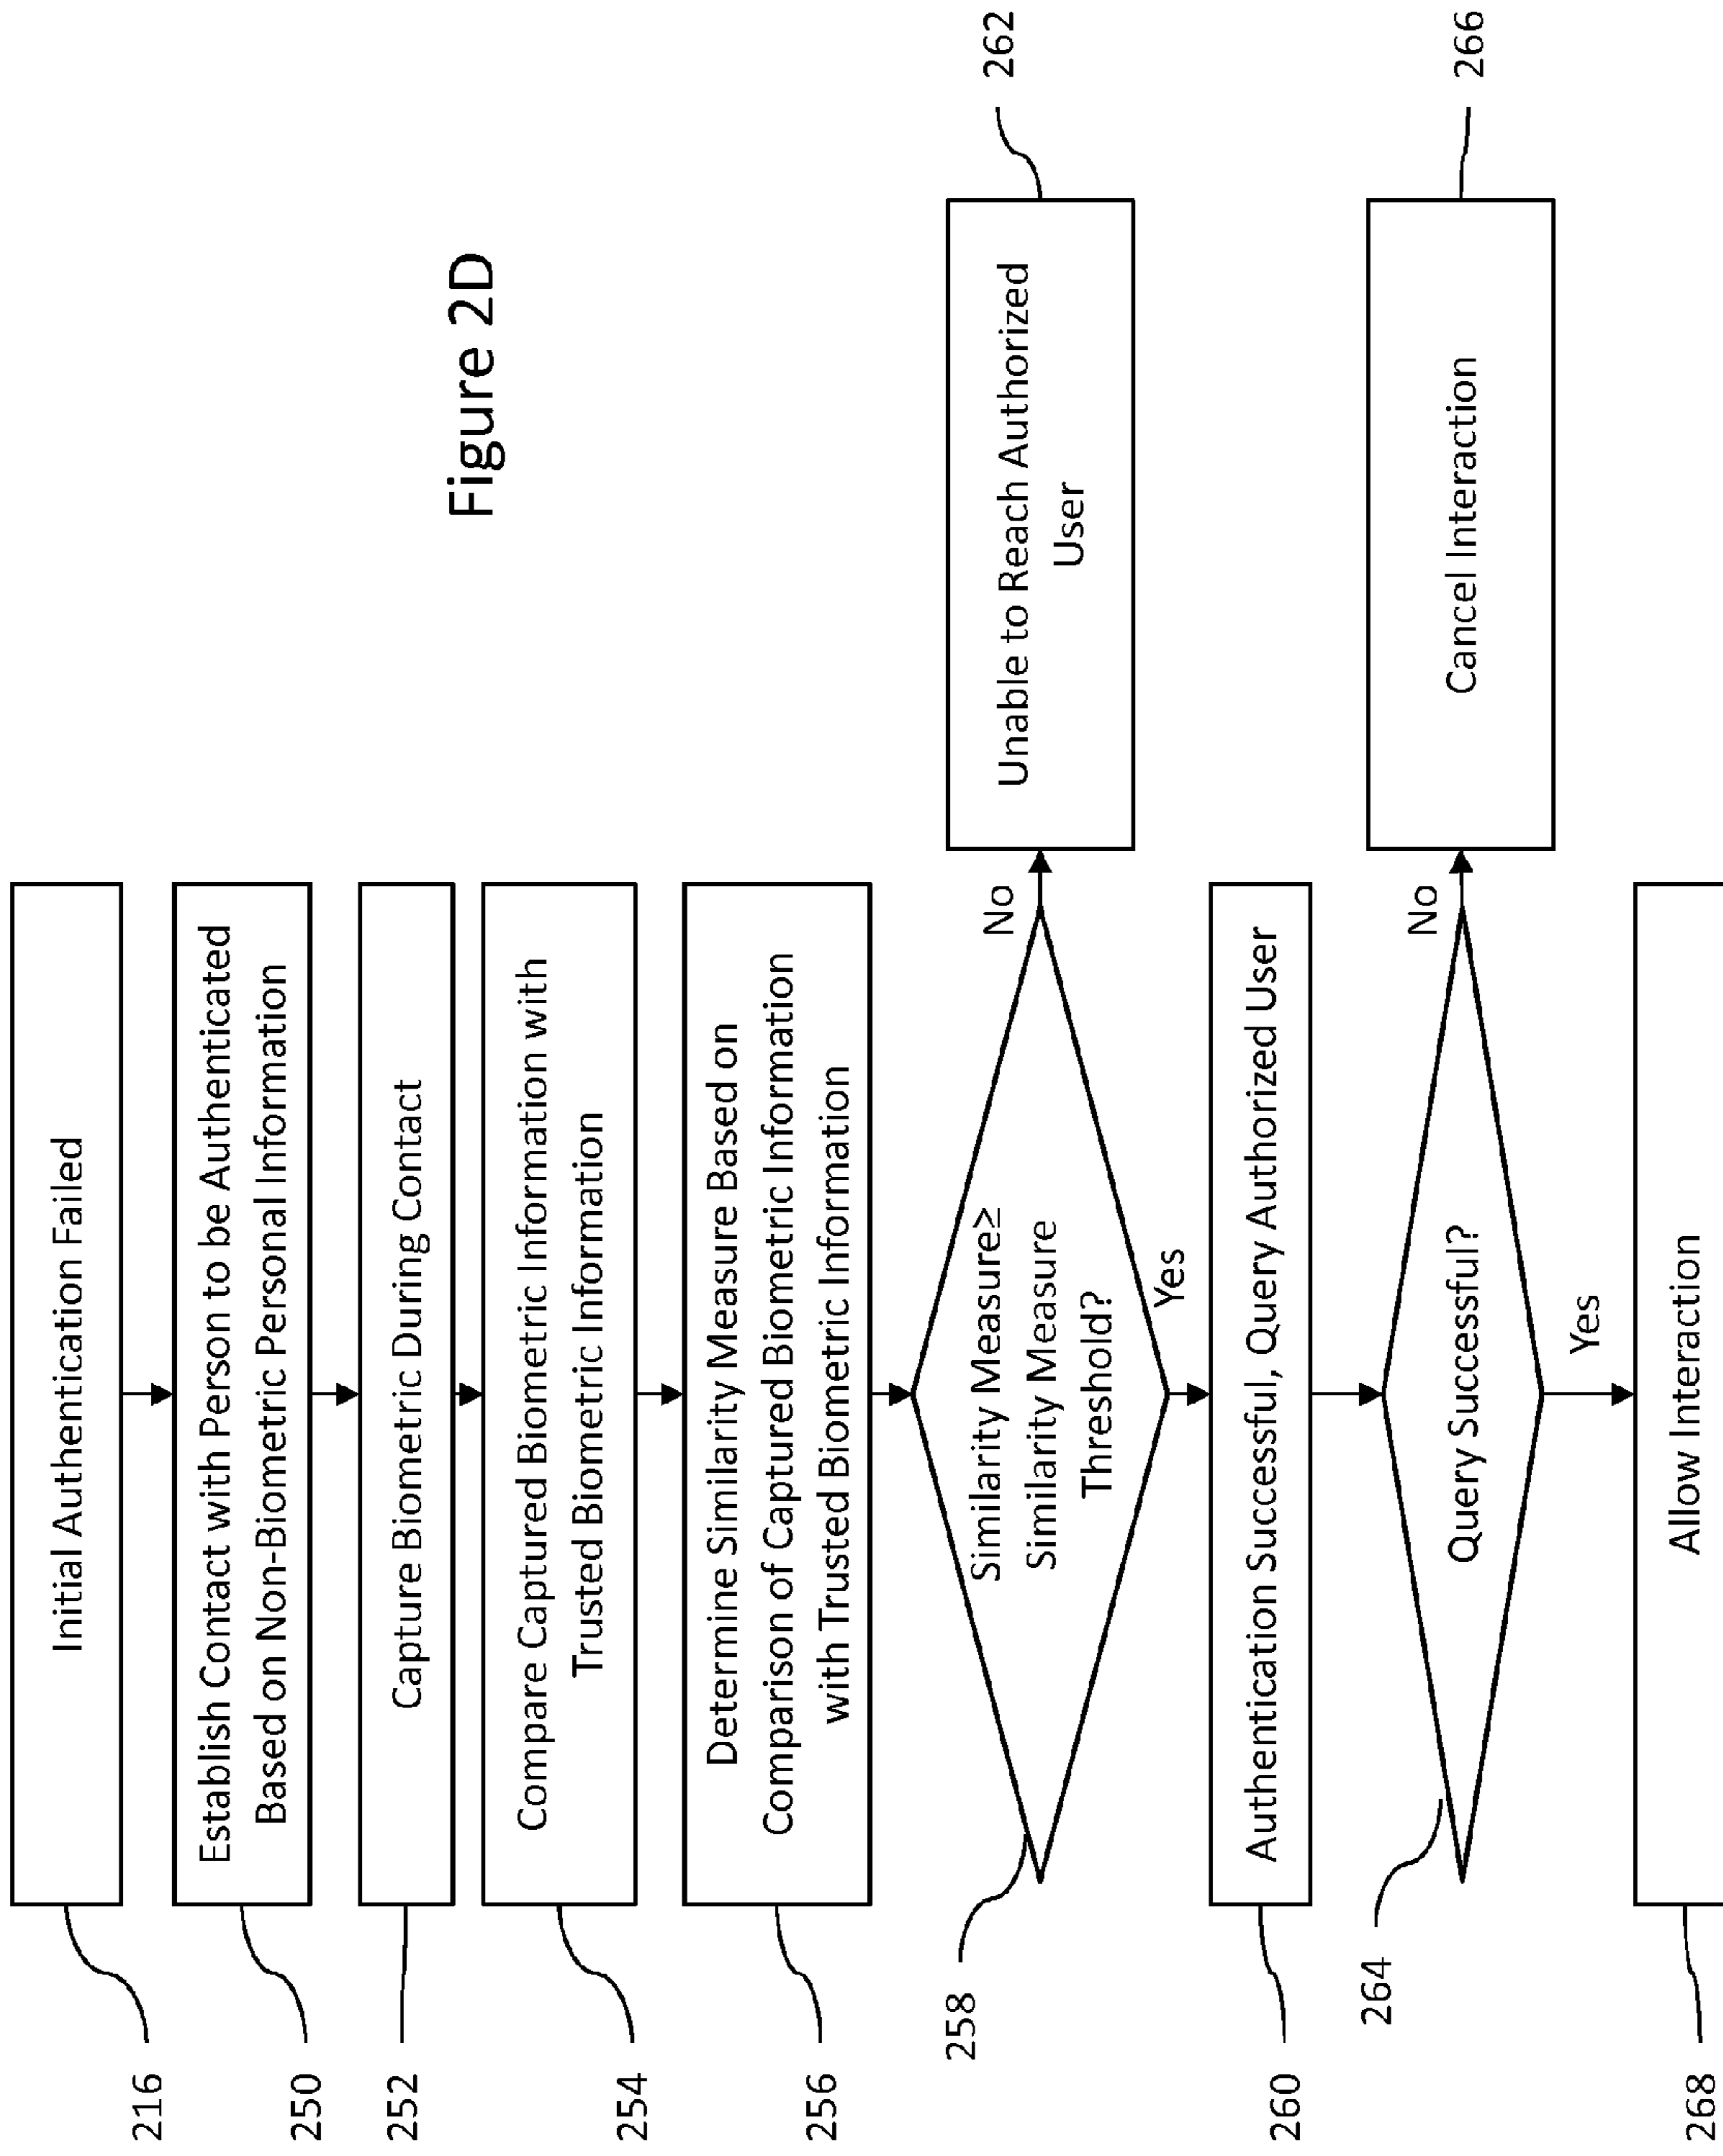 216
Initial Authentication Failed
250
Establish Contact with Person to be Authenticated
Based on Non-Biometric Personal Information
252
Capture Biometric During Contact
254
Compare Captured Biometric Information with
Trusted Biometric Information
256
Determine Similarity Measure Based on
Comparison of Captured Biometric Information
with Trusted Biometric Information
258
Similarity Measure≥
Similarity Measure
Threshold?
No
Unable to Reach Authorized
User
262
Yes
260
Authentication Successful, Query Authorized User
264
Query Successful?
No
Cancel Interaction
266
Yes
268
Allow Interaction
Figure 2D